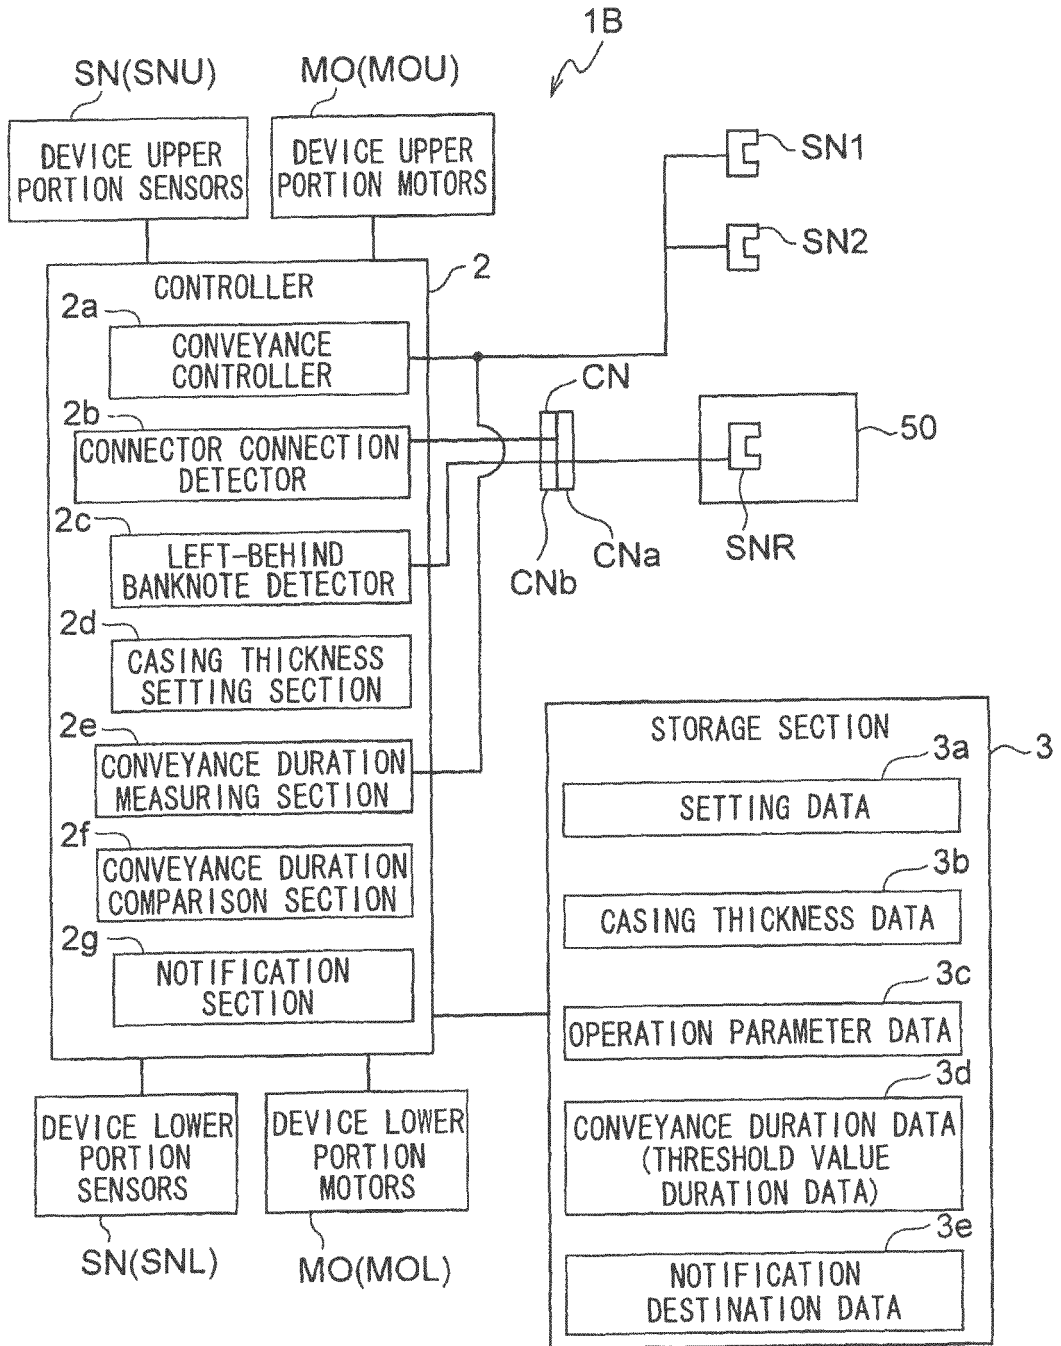 1B
SN(SNU)
MO(MOU)
DEVICE UPPER
PORTION SENSORS
DEVICE UPPER
PORTION MOTORS
SN1
SN2
CONTROLLER
2
2a
CONVEYANCE
CONTROLLER
2b
CONNECTOR CONNECTION
DETECTOR
CN
CNb
CNa
50
SNR
2c
LEFT-BEHIND
BANKNOTE DETECTOR
2d
CASING THICKNESS
SETTING SECTION
2e
CONVEYANCE DURATION
MEASURING SECTION
2f
CONVEYANCE DURATION
COMPARISON SECTION
2g
NOTIFICATION
SECTION
STORAGE SECTION
3
3a
SETTING DATA
3b
CASING THICKNESS DATA
3c
OPERATION PARAMETER DATA
3d
CONVEYANCE DURATION DATA
(THRESHOLD VALUE
DURATION DATA)
3e
NOTIFICATION
DESTINATION DATA
DEVICE LOWER
PORTION
SENSORS
DEVICE LOWER
PORTION
MOTORS
SN(SNL)
MO(MOL)